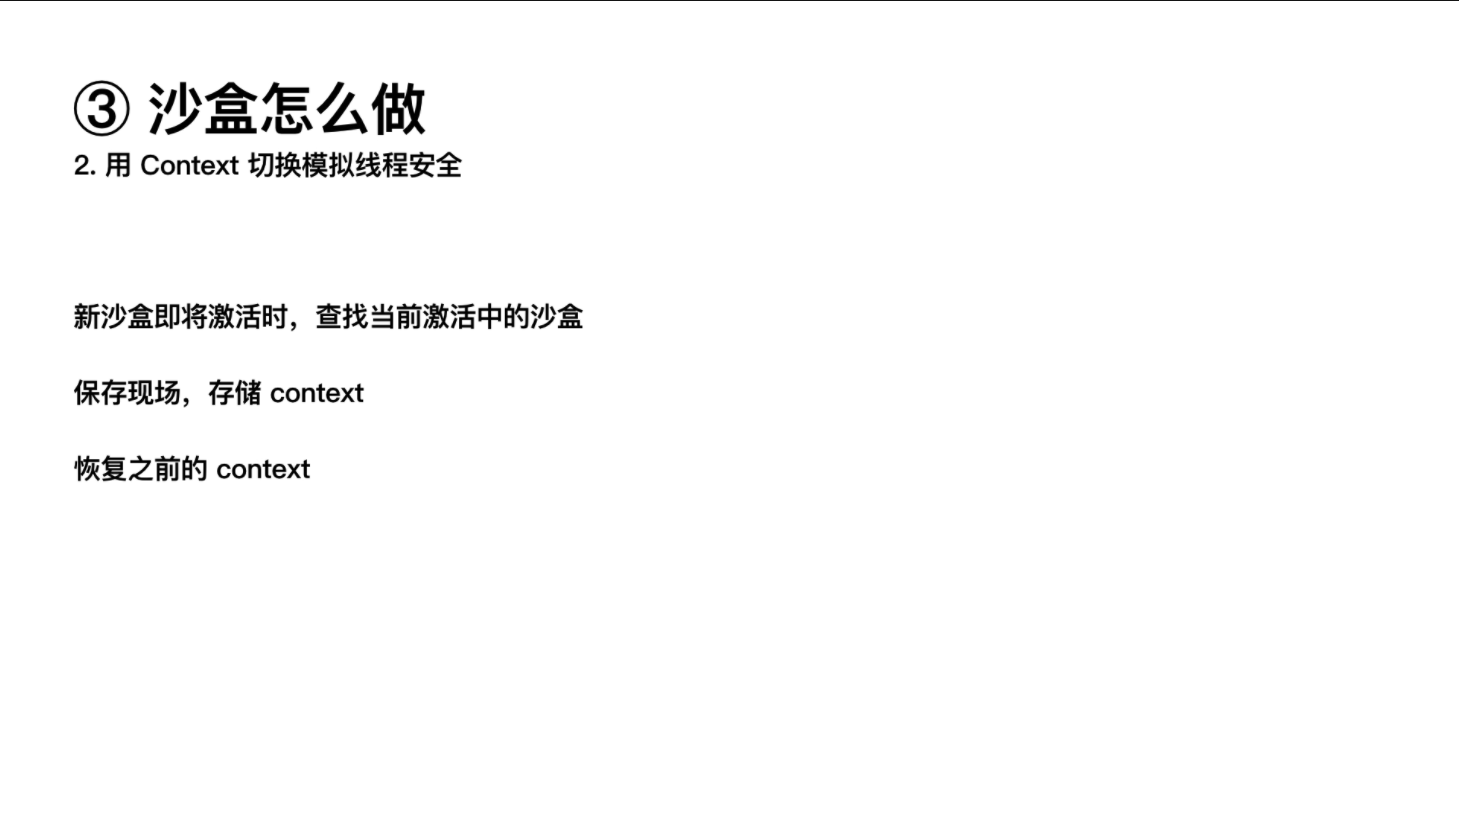 ③ 沙盒怎么做
2. 用 Context 切换模拟线程安全
新沙盒即将激活时，查找当前激活中的沙盒
保存现场，存储 context
恢复之前的 context